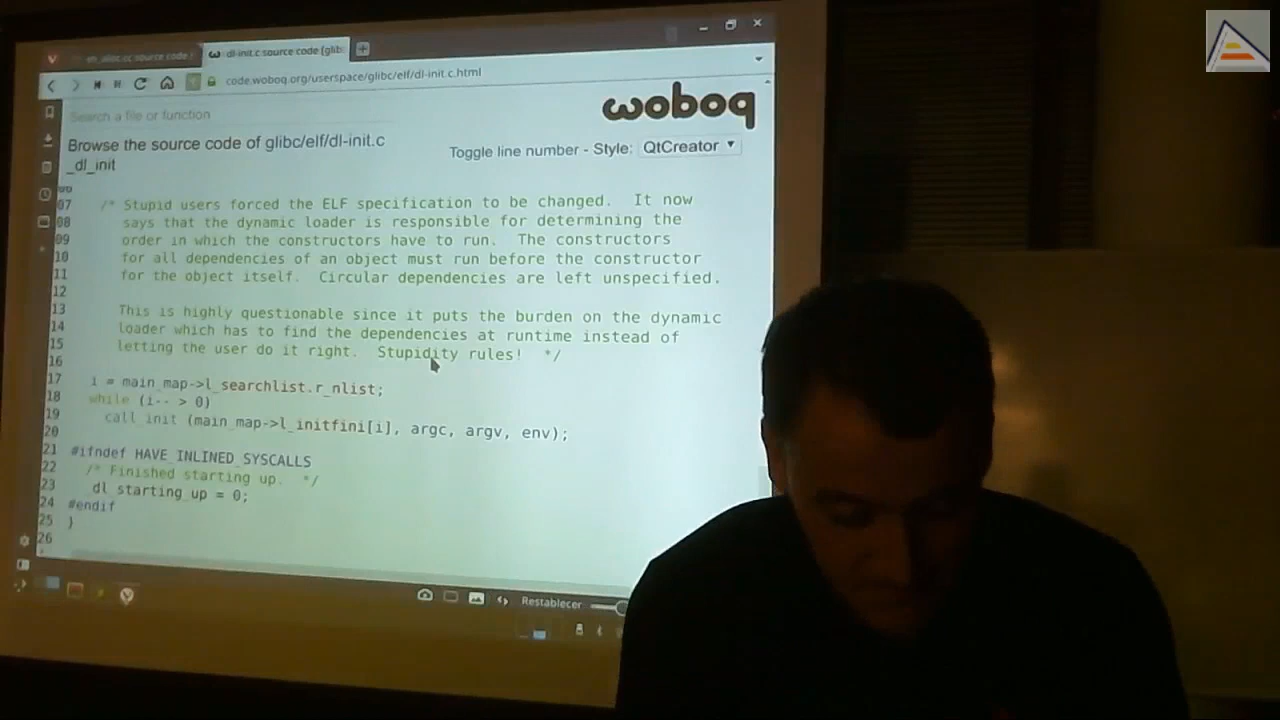 dl-init.c source code (glib
code.woboq.org/userspace/glibc/elf/dl-init.c.html
Search a file or function
woboq
Browse the source code of glibc/elf/dl-init.c
_dl_init
Toggle line number - Style: QtCreator
07 /* Stupid users forced the ELF specification to be changed. It now
08 says that the dynamic loader is responsible for determining the
09 order in which the constructors have to run. The constructors
10 for all dependencies of an object must run before the constructor
11 for the object itself. Circular dependencies are left unspecified.
12
13 This is highly questionable since it puts the burden on the dynamic
14 loader which has to find the dependencies at runtime instead of
15 letting the user do it right. Stupidity rules! */
16
17 i = main_map->l_searchlist.r_nlist;
18 while (i-- > 0)
19 call_init (main_map->l_initfini[i], argc, argv, env);
20
21 #ifndef HAVE_INLINED_SYSCALLS
22 /* Finished starting up. */
23 _dl_starting_up = 0;
24 #endif
25 }
26
Restablecer